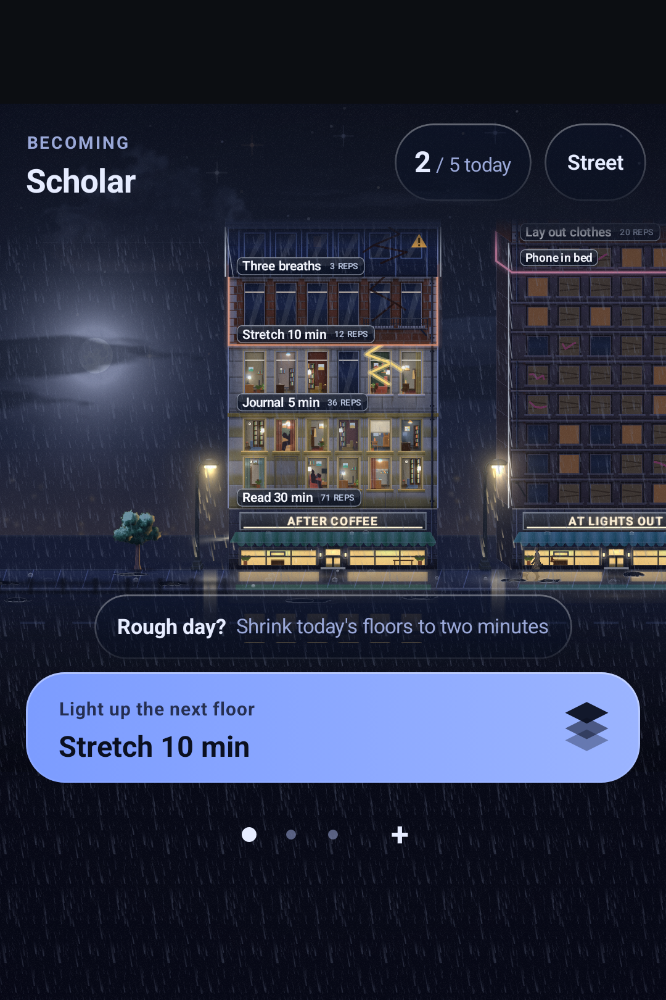 BECOMING
Scholar
2 / 5 today
Street
Three breaths 3 REPS
Stretch 10 min 12 REPS
Journal 5 min 36 REPS
Read 30 min 71 REPS
AFTER COFFEE
Lay out clothes 20 REPS
Phone in bed
AT LIGHTS OUT
Rough day? Shrink today's floors to two minutes
Light up the next floor
Stretch 10 min
+